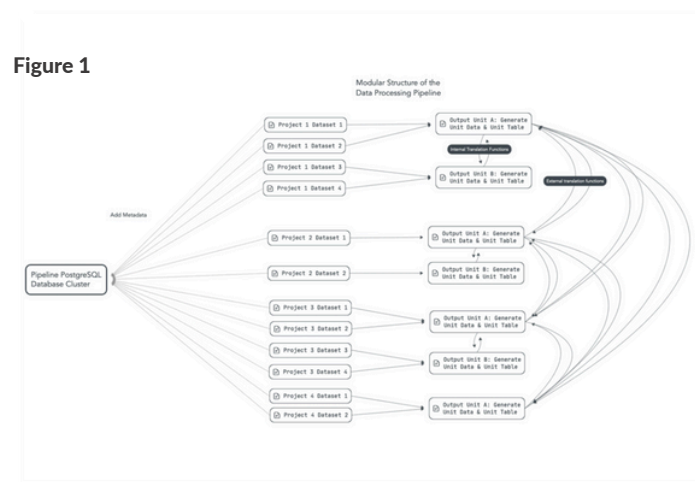 Figure 1
Modular Structure of the
Data Processing Pipeline
Project 1 Dataset 1
Project 1 Dataset 2
Project 1 Dataset 3
Project 1 Dataset 4
Output Unit A: Generate
Unit Data & Unit Table
Internal Translation Functions
Output Unit B: Generate
Unit Data & Unit Table
External translation functions
Add Metadata
Pipeline PostgreSQL
Database Cluster
Project 2 Dataset 1
Project 2 Dataset 2
Output Unit A: Generate
Unit Data & Unit Table
Output Unit B: Generate
Unit Data & Unit Table
Project 3 Dataset 1
Project 3 Dataset 2
Project 3 Dataset 3
Project 3 Dataset 4
Output Unit A: Generate
Unit Data & Unit Table
Output Unit B: Generate
Unit Data & Unit Table
Project 4 Dataset 1
Project 4 Dataset 2
Output Unit A: Generate
Unit Data & Unit Table